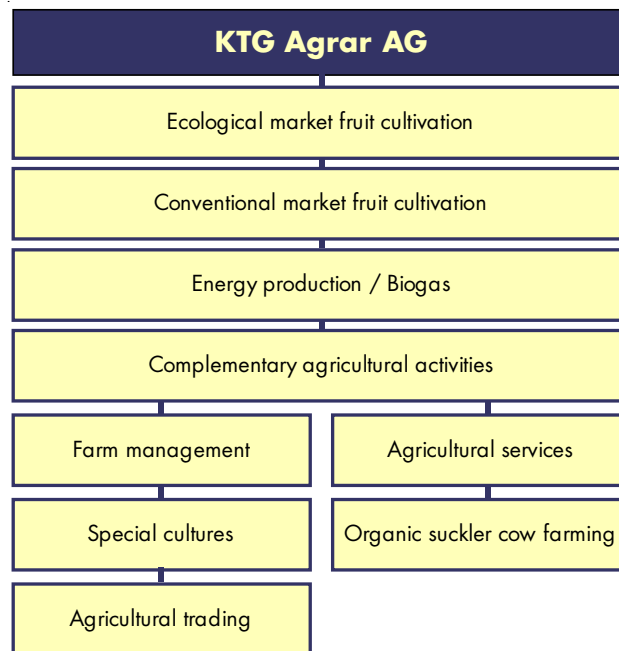 KTG Agrar AG
Ecological market fruit cultivation
Conventional market fruit cultivation
Energy production / Biogas
Complementary agricultural activities
Farm management
Agricultural services
Special cultures
Organic suckler cow farming
Agricultural trading